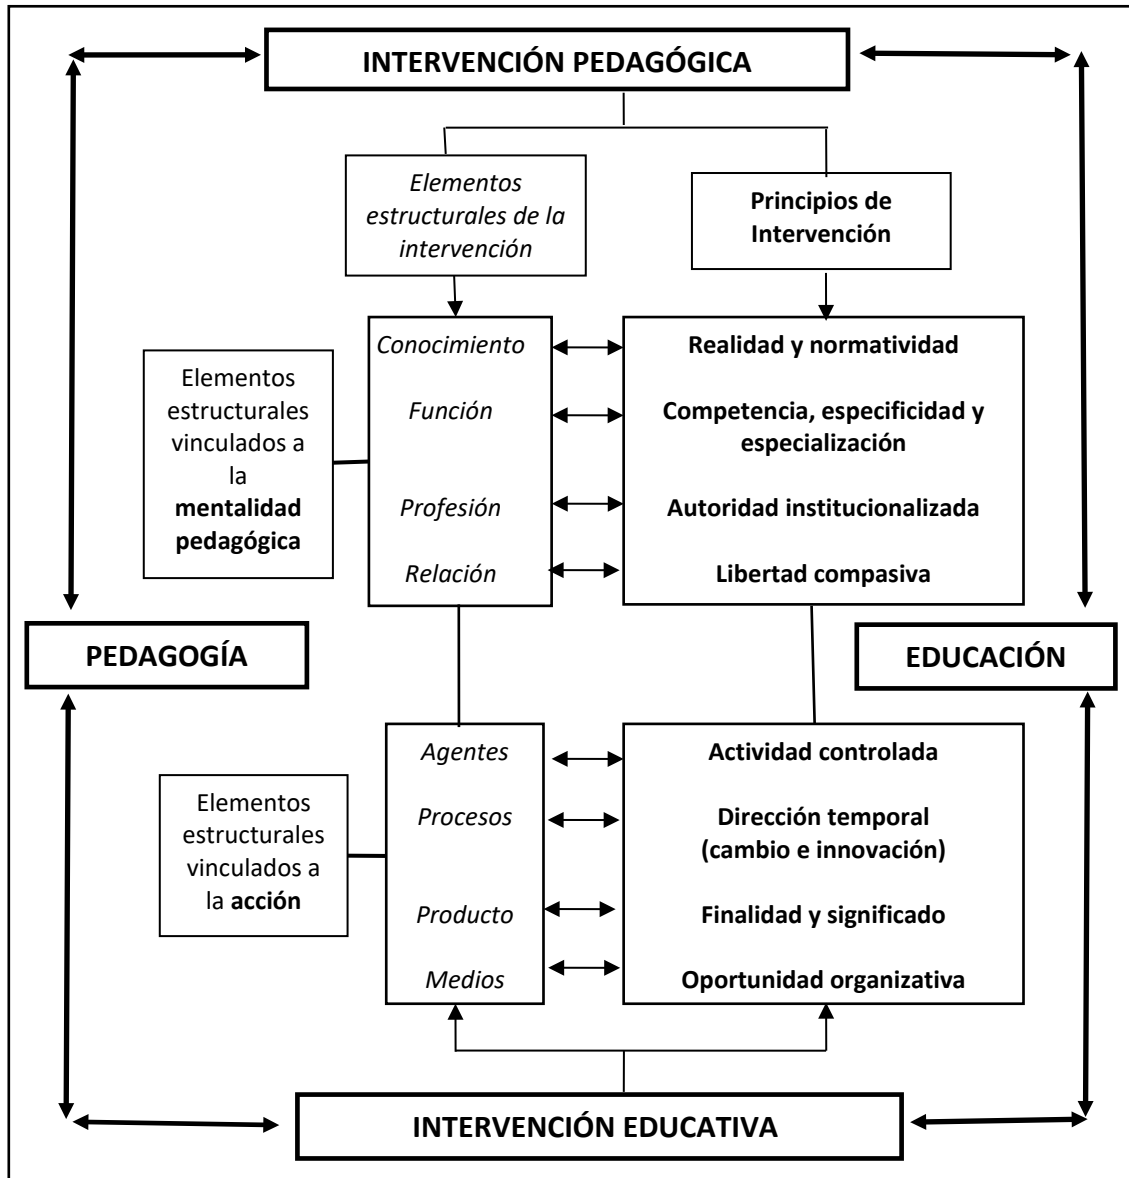 INTERVENCIÓN PEDAGÓGICA
Elementos
estructurales de la
intervención
Principios de
Intervención
Elementos
estructurales
vinculados a
la
mentalidad
pedagógica
Conocimiento
Función
Profesión
Relación
Realidad y normatividad
Competencia, especificidad y
especialización
Autoridad institucionalizada
Libertad compasiva
PEDAGOGÍA
EDUCACIÓN
Elementos
estructurales
vinculados a
la acción
Agentes
Procesos
Producto
Medios
Actividad controlada
Dirección temporal
(cambio e innovación)
Finalidad y significado
Oportunidad organizativa
INTERVENCIÓN EDUCATIVA